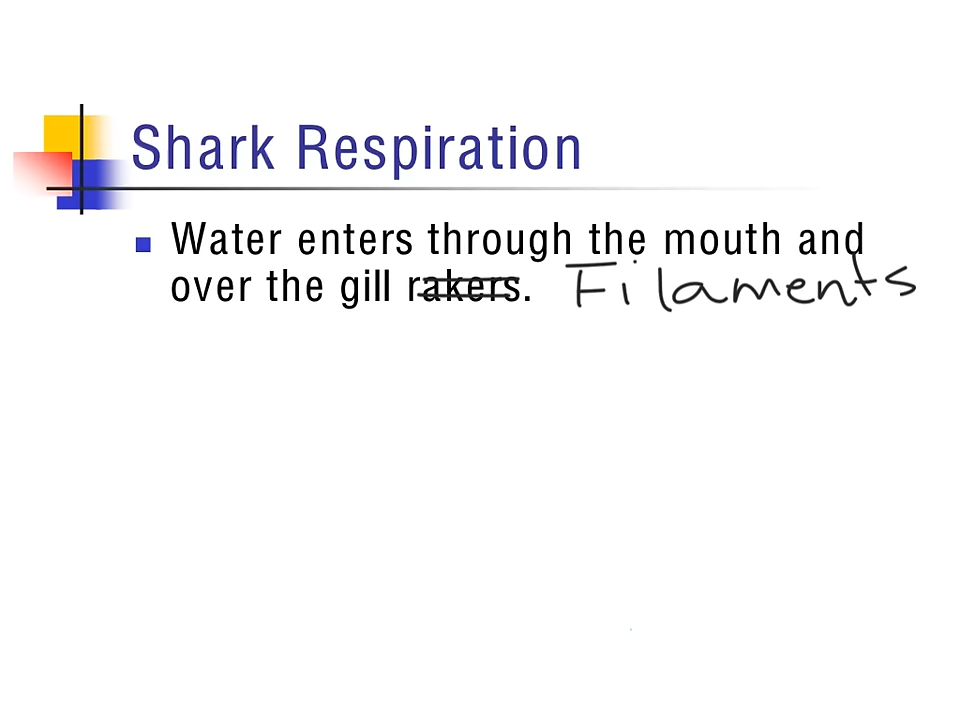 Shark Respiration
Water enters through the mouth and
over the gill rakers. Filaments